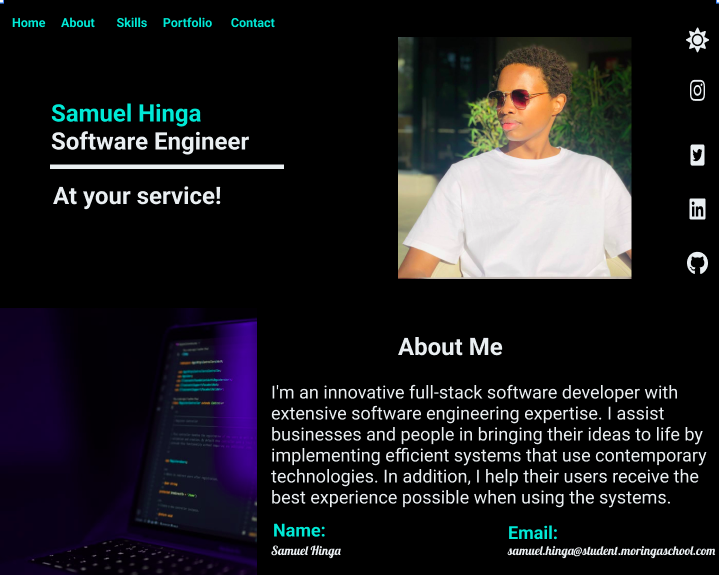 Home About Skills Portfolio Contact
Samuel Hinga
Software Engineer
At your service!
About Me
I'm an innovative full-stack software developer with
extensive software engineering expertise. I assist
businesses and people in bringing their ideas to life by
implementing efficient systems that use contemporary
technologies. In addition, I help their users receive the
best experience possible when using the systems.
Name:
Samuel Hinga
Email:
samuel.hinga@student.moringaschool.com